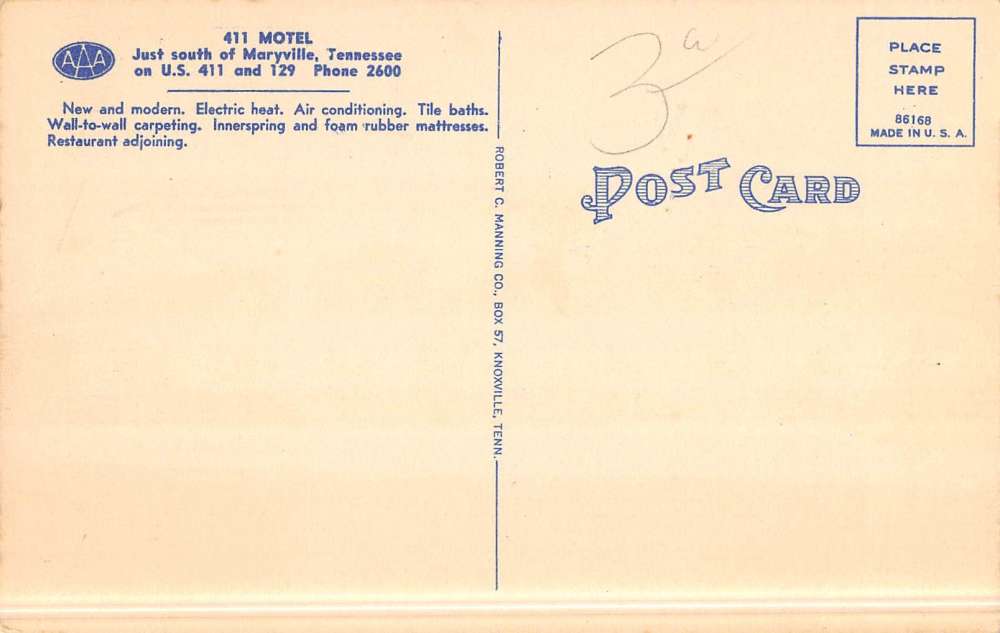 AAA
411 MOTEL
Just south of Maryville, Tennessee
on U.S. 411 and 129 Phone 2600
New and modern. Electric heat. Air conditioning. Tile baths.
Wall-to-wall carpeting. Innerspring and foam rubber mattresses.
Restaurant adjoining.
ROBERT C. MANNING CO., BOX 57, KNOXVILLE, TENN.
3
POST CARD
PLACE
STAMP
HERE
86168
MADE IN U. S. A.